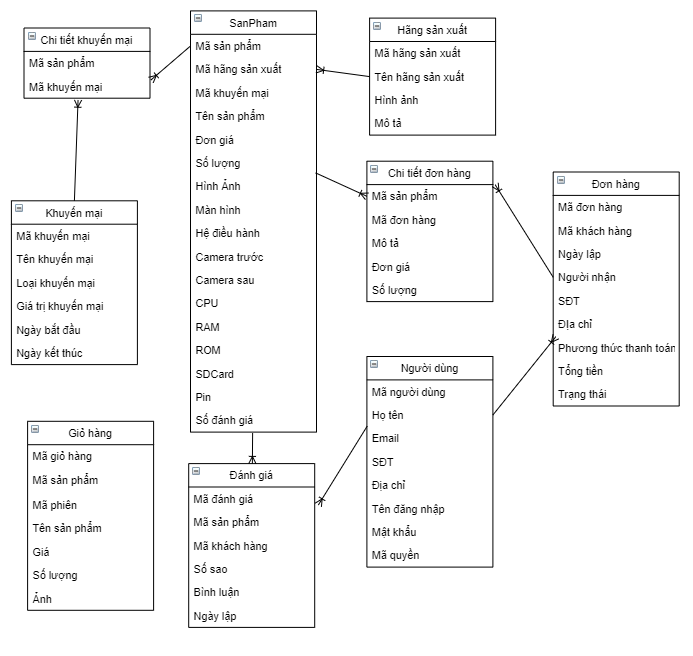 Chi tiết khuyến mại
Mã sản phẩm
Mã khuyến mại
SanPham
Mã sản phẩm
Mã hãng sản xuất
Mã khuyến mại
Tên sản phẩm
Đơn giá
Số lượng
Hình Ảnh
Màn hình
Hệ điều hành
Camera trước
Camera sau
CPU
RAM
ROM
SDCard
Pin
Số đánh giá
Hãng sản xuất
Mã hãng sản xuất
Tên hãng sản xuất
Hình ảnh
Mô tả
Chi tiết đơn hàng
Mã sản phẩm
Mã đơn hàng
Mô tả
Đơn giá
Số lượng
Đơn hàng
Mã đơn hàng
Mã khách hàng
Ngày lập
Người nhận
SĐT
Địa chỉ
Phương thức thanh toán
Tổng tiền
Trạng thái
Khuyến mại
Mã khuyến mại
Tên khuyến mại
Loại khuyến mại
Giá trị khuyến mại
Ngày bắt đầu
Ngày kết thúc
Người dùng
Mã người dùng
Họ tên
Email
SĐT
Địa chỉ
Tên đăng nhập
Mật khẩu
Mã quyền
Giỏ hàng
Mã giỏ hàng
Mã sản phẩm
Mã phiên
Tên sản phẩm
Giá
Số lượng
Ảnh
Đánh giá
Mã đánh giá
Mã sản phẩm
Mã khách hàng
Số sao
Bình luận
Ngày lập